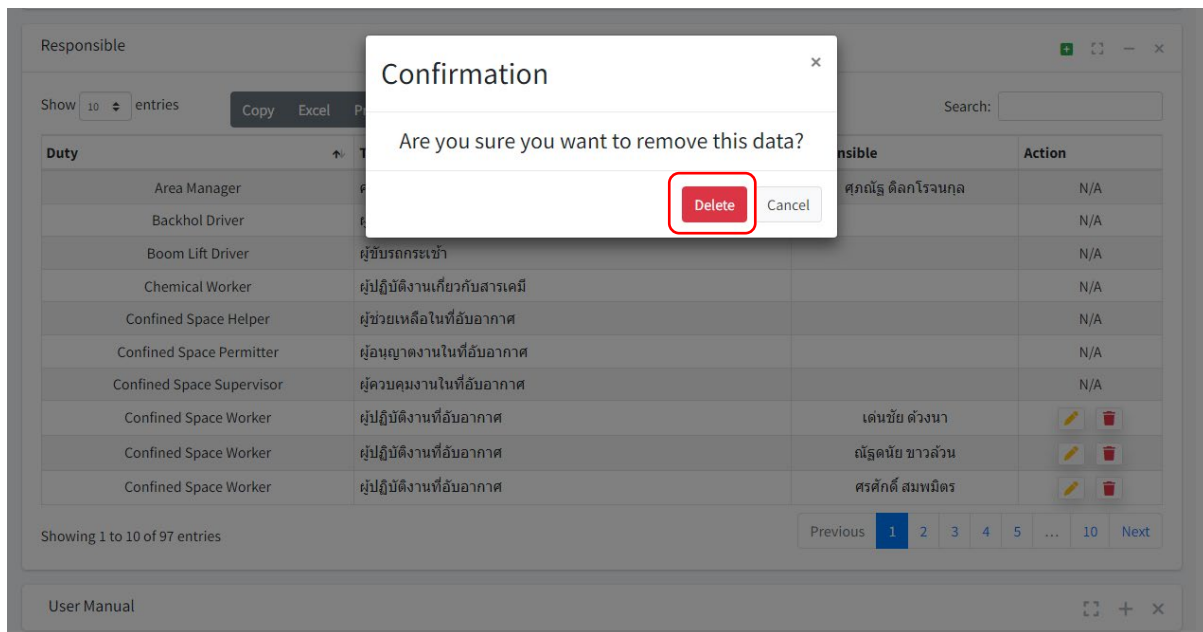 Responsible
Confirmation
×
Are you sure you want to remove this data?
Delete Cancel
Show 10 entries Copy Excel Search:
Duty Action
Area Manager ศุภณัฐ ดิลกโรจนกุล N/A
Backhol Driver N/A
Boom Lift Driver ผู้ขับรถกระเช้า N/A
Chemical Worker ผู้ปฏิบัติงานเกี่ยวกับสารเคมี N/A
Confined Space Helper ผู้ช่วยเหลือในที่อับอากาศ N/A
Confined Space Permitter ผู้อนุญาตงานในที่อับอากาศ N/A
Confined Space Supervisor ผู้ควบคุมงานในที่อับอากาศ N/A
Confined Space Worker ผู้ปฏิบัติงานที่อับอากาศ เด่นชัย ด้วงนา
Confined Space Worker ผู้ปฏิบัติงานที่อับอากาศ ณัฐดนัย ขาวล้วน
Confined Space Worker ผู้ปฏิบัติงานที่อับอากาศ ศรศักดิ์ สมพมิตร
Showing 1 to 10 of 97 entries Previous 1 2 3 4 5 ... 10 Next
User Manual